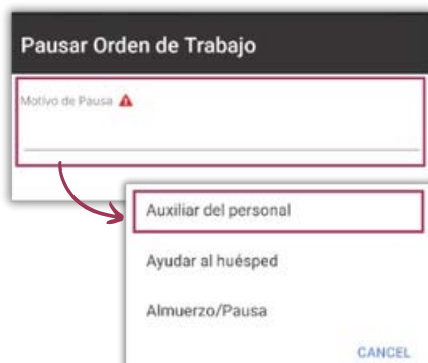 Pausar Orden de Trabajo
Motivo de Pausa
Auxiliar del personal
Ayudar al huésped
Almuerzo/Pausa
CANCEL